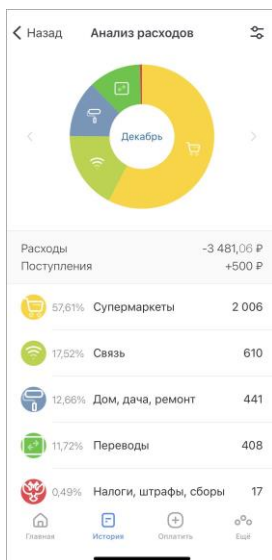 Назад Анализ расходов
Декабрь
Расходы -3 481,06 ₽
Поступления +500 ₽
57,61% Супермаркеты 2 006
17,52% Связь 610
12,66% Дом, дача, ремонт 441
11,72% Переводы 408
0,49% Налоги, штрафы, сборы 17
Главная История Оплатить Ещё